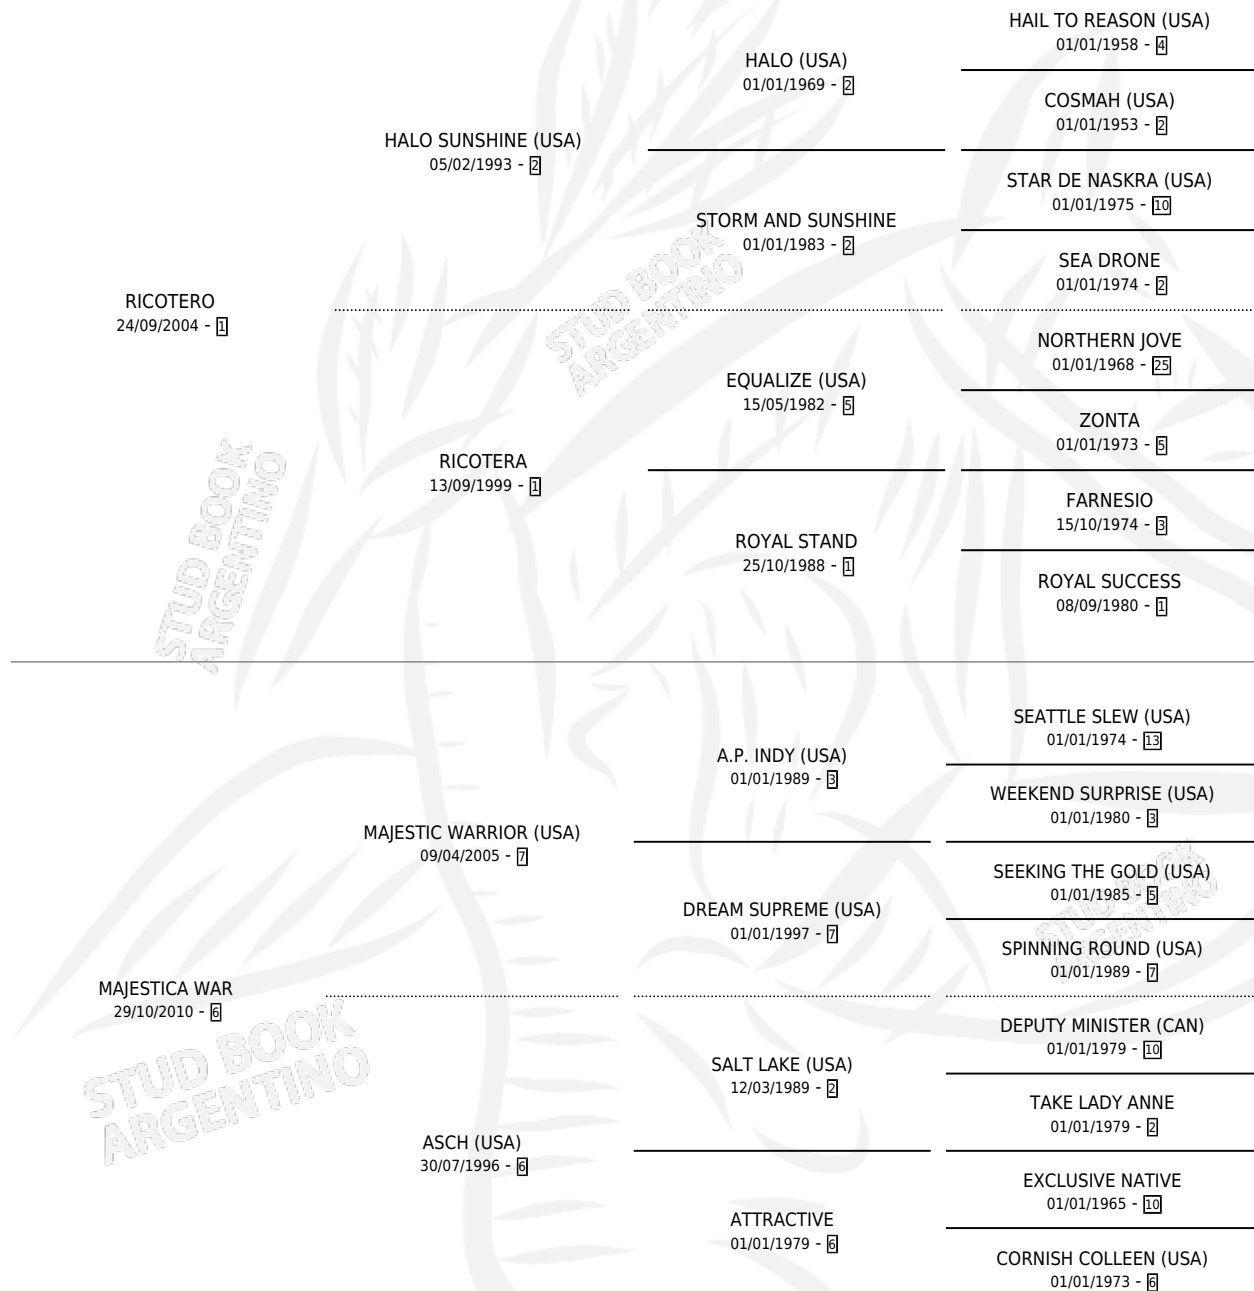 HAIL TO REASON (USA)
01/01/1958 - 4
HALO (USA)
01/01/1969 - 2
COSMAH (USA)
01/01/1953 - 2
HALO SUNSHINE (USA)
05/02/1993 - 2
STAR DE NASKRA (USA)
01/01/1975 - 10
STORM AND SUNSHINE
01/01/1983 - 2
SEA DRONE
01/01/1974 - 2
RICOTERO
24/09/2004 - 1
NORTHERN JOVE
01/01/1968 - 25
EQUALIZE (USA)
15/05/1982 - 5
ZONTA
01/01/1973 - 5
RICOTERA
13/09/1999 - 1
FARNESIO
15/10/1974 - 3
ROYAL STAND
25/10/1988 - 1
ROYAL SUCCESS
08/09/1980 - 1
SEATTLE SLEW (USA)
01/01/1974 - 13
A.P. INDY (USA)
01/01/1989 - 3
WEEKEND SURPRISE (USA)
01/01/1980 - 3
MAJESTIC WARRIOR (USA)
09/04/2005 - 7
SEEKING THE GOLD (USA)
01/01/1985 - 5
DREAM SUPREME (USA)
01/01/1997 - 7
SPINNING ROUND (USA)
01/01/1989 - 7
MAJESTICA WAR
29/10/2010 - 6
DEPUTY MINISTER (CAN)
01/01/1979 - 10
SALT LAKE (USA)
12/03/1989 - 2
TAKE LADY ANNE
01/01/1979 - 2
ASCH (USA)
30/07/1996 - 6
EXCLUSIVE NATIVE
01/01/1965 - 10
ATTRACTIVE
01/01/1979 - 6
CORNISH COLLEEN (USA)
01/01/1973 - 6
STUD BOOK
ARGENTINO
STUD BOOK
ARGENTINO
STUD BOOK
ARGENTINO
STUD BOOK
ARGENTINO